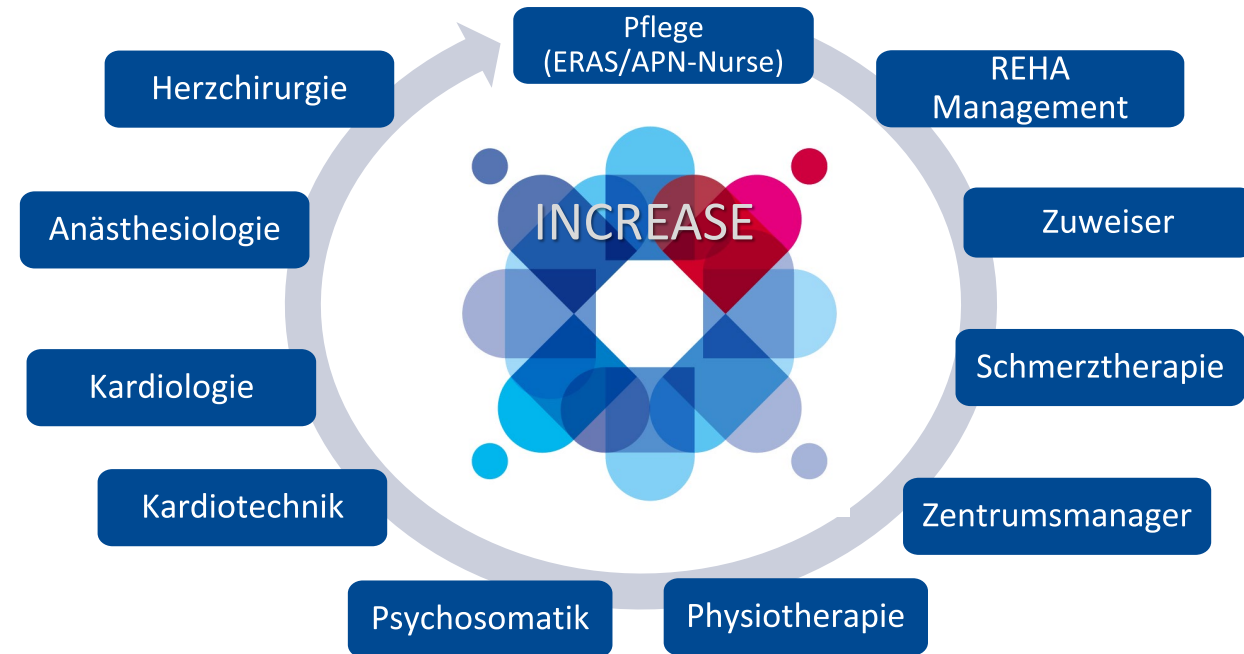 Pflege
(ERAS/APN-Nurse)
REHA
Management
Zuweiser
Schmerztherapie
Zentrumsmanager
Physiotherapie
Psychosomatik
Kardiotechnik
Kardiologie
Anästhesiologie
Herzchirurgie
INCREASE